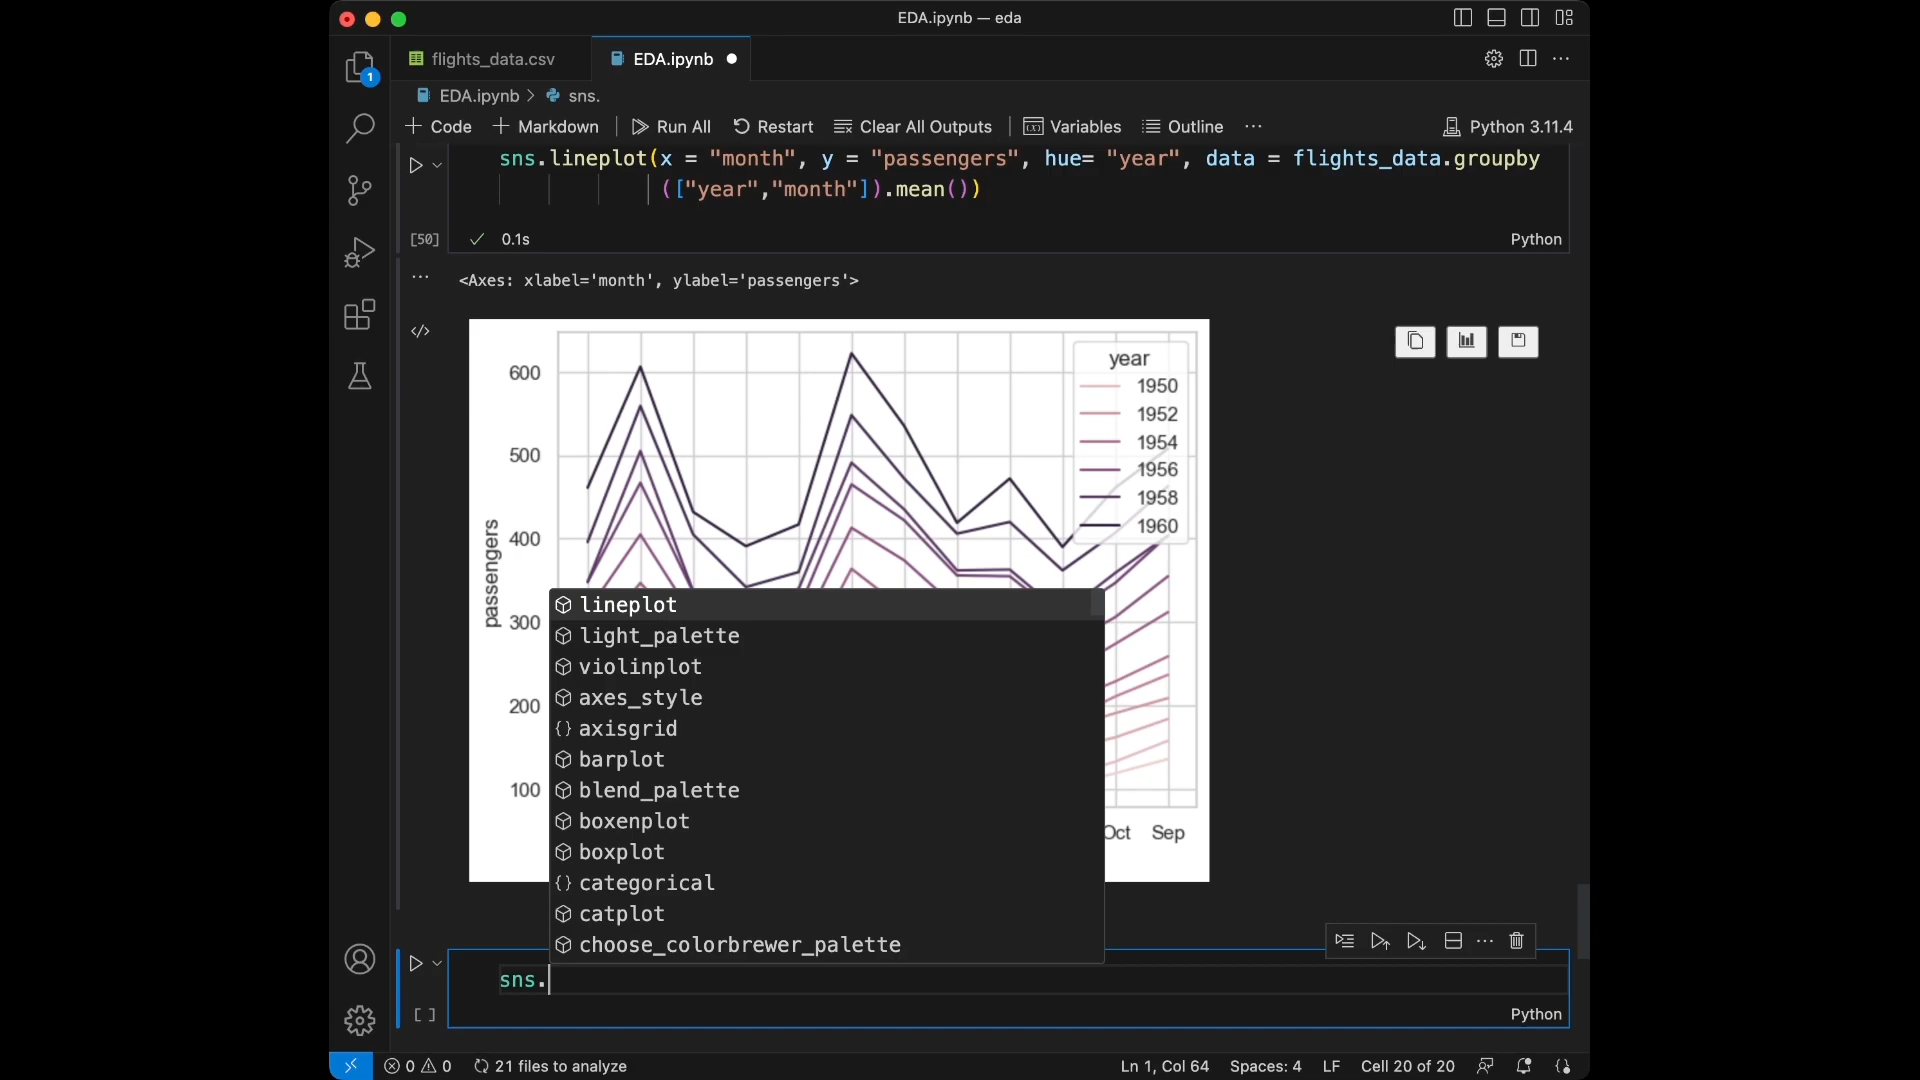 EDA.ipynb — eda
1
flights_data.csv
EDA.ipynb
EDA.ipynb > sns.
Code
Markdown
Run All
Restart
Clear All Outputs
Variables
Outline
...
Python 3.11.4
sns.lineplot(x = "month", y = "passengers", hue= "year", data = flights_data.groupby
(["year","month"]).mean())
[50]
0.1s
Python
<Axes: xlabel='month', ylabel='passengers'>
year
1950
1952
1954
1956
1958
1960
600
500
400
300
200
100
passengers
Oct
Sep
lineplot
light_palette
violinplot
axes_style
{} axisgrid
barplot
blend_palette
boxenplot
boxplot
{} categorical
catplot
choose_colorbrewer_palette
sns.
[ ]
Python
0
0
21 files to analyze
Ln 1, Col 64
Spaces: 4
LF
Cell 20 of 20